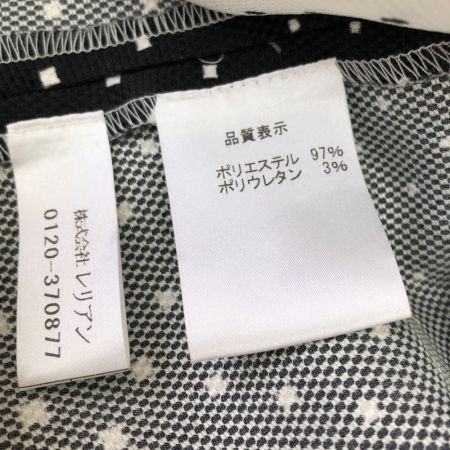 品質表示
ポリエステル 97%
ポリウレタン 3%
株式会社 レリアン
0120-370877